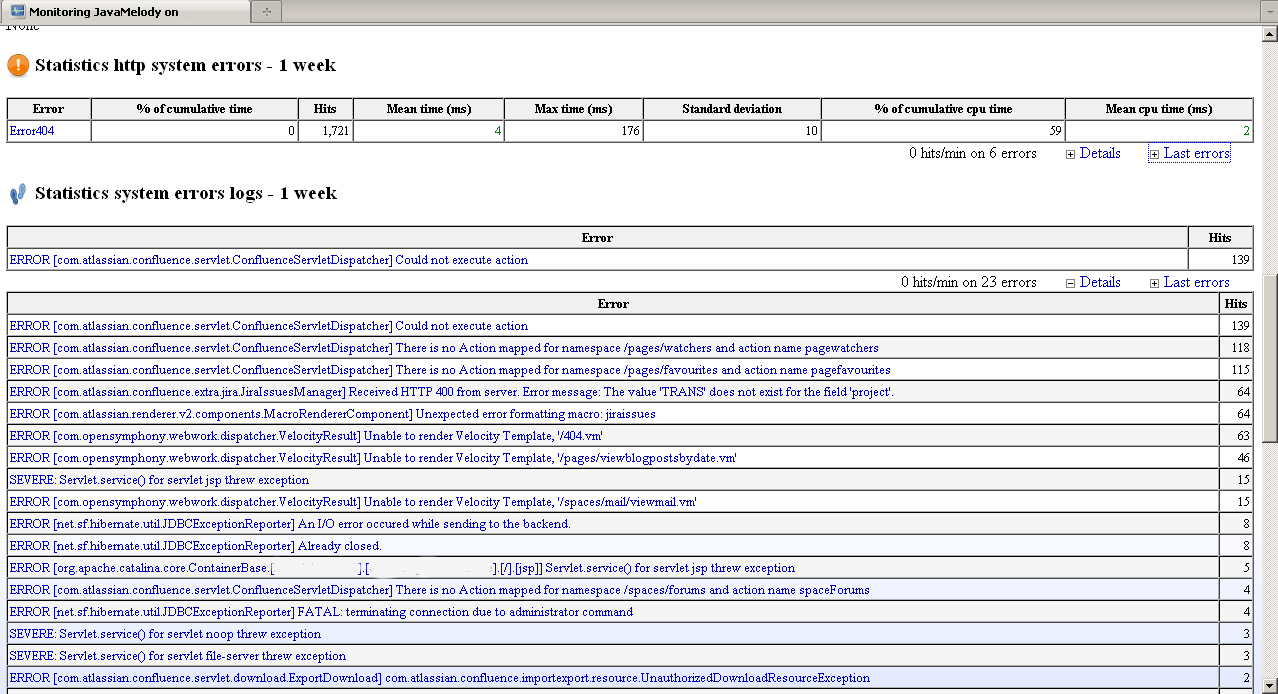 Monitoring JavaMelody on
None
Statistics http system errors - 1 week
Error % of cumulative time Hits Mean time (ms) Max time (ms) Standard deviation % of cumulative cpu time Mean cpu time (ms)
Error404 0 1,721 4 176 10 59 2
0 hits/min on 6 errors Details Last errors
Statistics system errors logs - 1 week
Error Hits
ERROR [com.atlassian.confluence.servlet.ConfluenceServletDispatcher] Could not execute action 139
0 hits/min on 23 errors Details Last errors
Error Hits
ERROR [com.atlassian.confluence.servlet.ConfluenceServletDispatcher] Could not execute action 139
ERROR [com.atlassian.confluence.servlet.ConfluenceServletDispatcher] There is no Action mapped for namespace /pages/watchers and action name pagewatchers 118
ERROR [com.atlassian.confluence.servlet.ConfluenceServletDispatcher] There is no Action mapped for namespace /pages/favourites and action name pagefavourites 115
ERROR [com.atlassian.confluence.extra.jira.JiraIssuesManager] Received HTTP 400 from server. Error message: The value 'TRANS' does not exist for the field 'project'. 64
ERROR [com.atlassian.renderer.v2.components.MacroRendererComponent] Unexpected error formatting macro: jiraissues 64
ERROR [com.opensymphony.webwork.dispatcher.VelocityResult] Unable to render Velocity Template, '/404.vm' 63
ERROR [com.opensymphony.webwork.dispatcher.VelocityResult] Unable to render Velocity Template, '/pages/viewblogpostsbydate.vm' 46
SEVERE: Servlet.service() for servlet jsp threw exception 15
ERROR [com.opensymphony.webwork.dispatcher.VelocityResult] Unable to render Velocity Template, '/spaces/mail/viewmail.vm' 15
ERROR [net.sf.hibernate.util.JDBCExceptionReporter] An I/O error occured while sending to the backend. 8
ERROR [net.sf.hibernate.util.JDBCExceptionReporter] Already closed. 8
ERROR [org.apache.catalina.core.ContainerBase.[ ].[ ].[/].[jsp]] Servlet.service() for servlet jsp threw exception 5
ERROR [com.atlassian.confluence.servlet.ConfluenceServletDispatcher] There is no Action mapped for namespace /spaces/forums and action name spaceForums 4
ERROR [net.sf.hibernate.util.JDBCExceptionReporter] FATAL: terminating connection due to administrator command 4
SEVERE: Servlet.service() for servlet noop threw exception 3
SEVERE: Servlet.service() for servlet file-server threw exception 3
ERROR [com.atlassian.confluence.servlet.download.ExportDownload] com.atlassian.confluence.importexport.resource.UnauthorizedDownloadResourceException 2